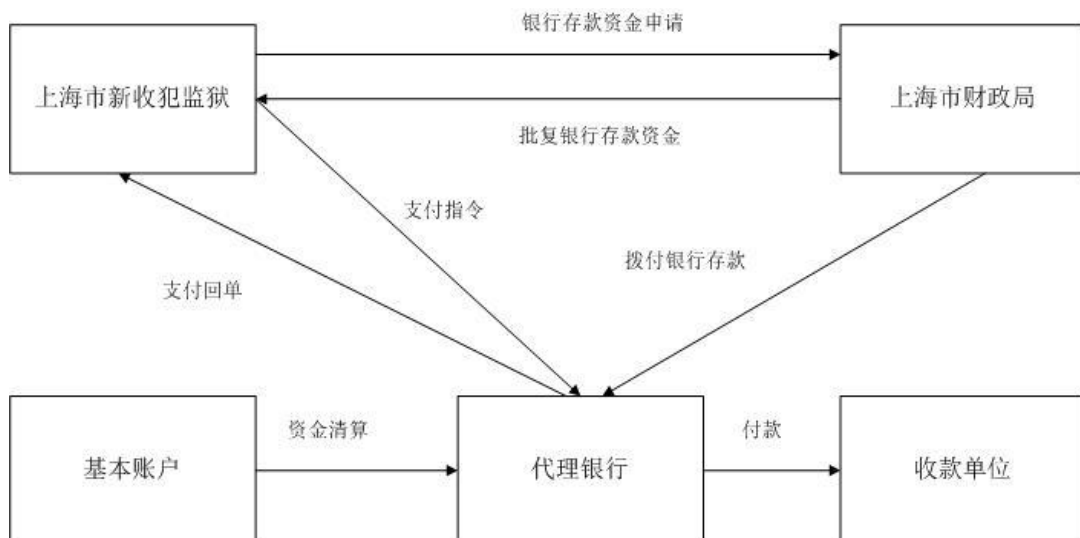 银行存款资金申请
上海市新收犯监狱
上海市财政局
批复银行存款资金
支付指令
拨付银行存款
支付回单
资金清算
付款
基本账户
代理银行
收款单位